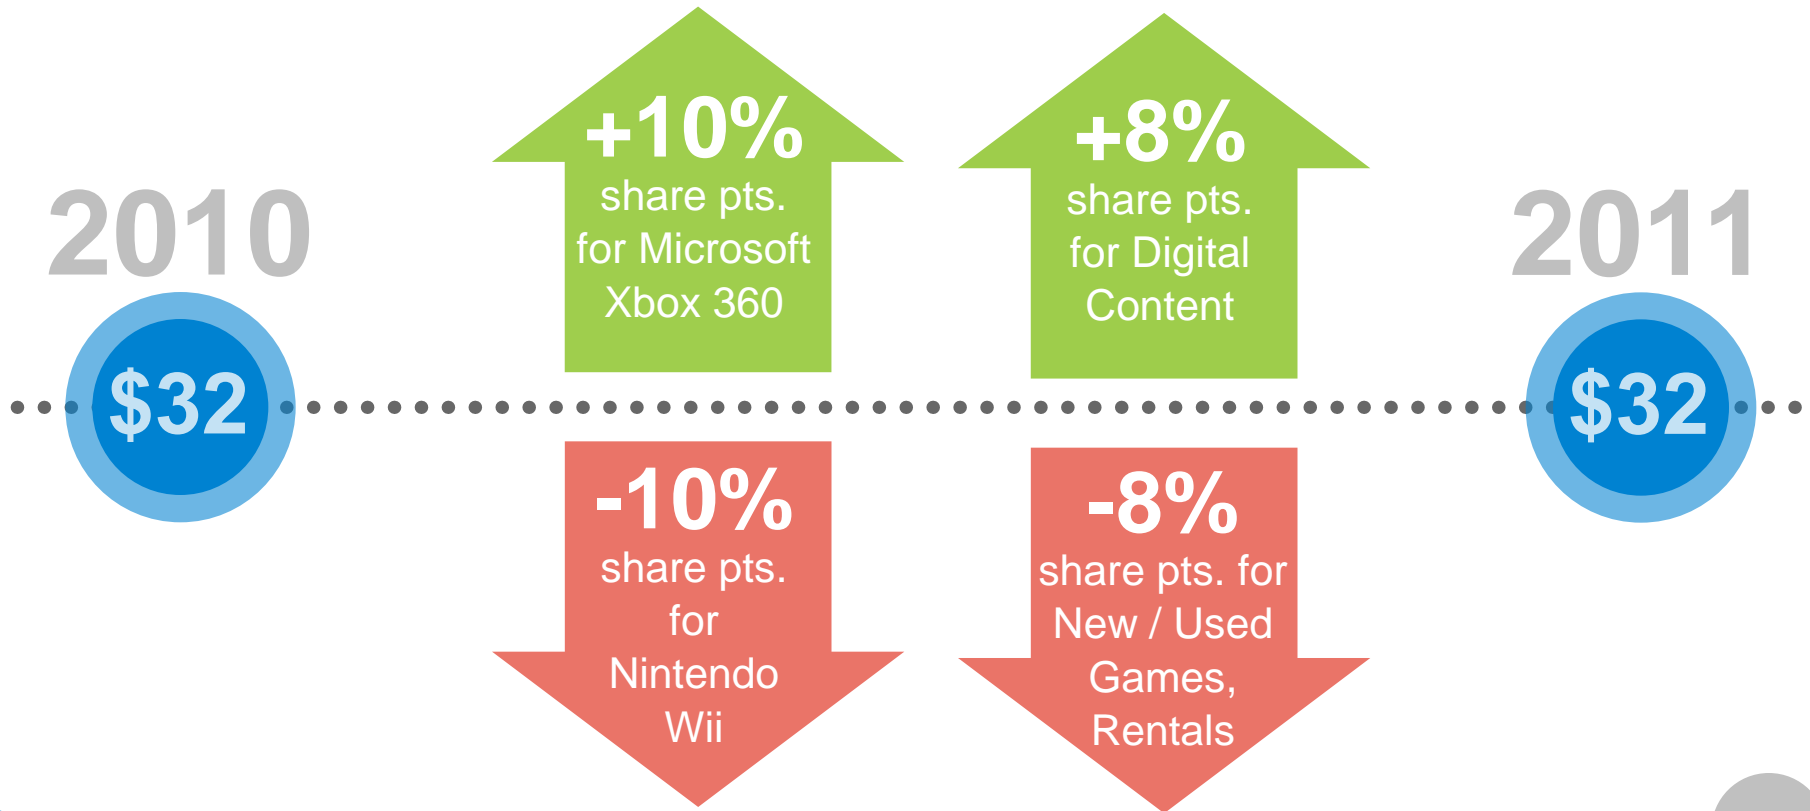 2010
$32
+10%
share pts.
for Microsoft
Xbox 360
-10%
share pts.
for
Nintendo
Wii
+8%
share pts.
for Digital
Content
-8%
share pts. for
New / Used
Games,
Rentals
2011
$32